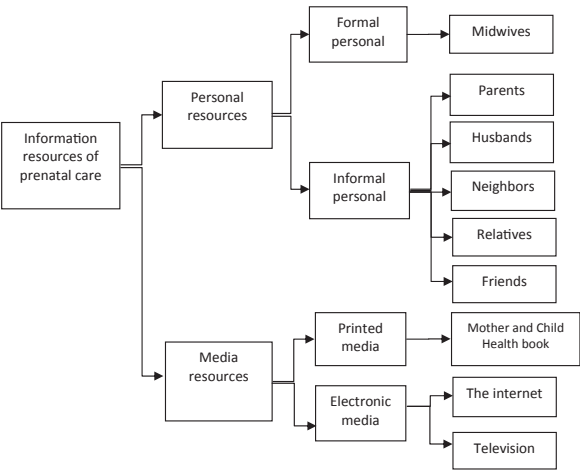 Information
resources of
prenatal care
Personal
resources
Formal
personal
Midwives
Informal
personal
Parents
Husbands
Neighbors
Relatives
Friends
Media
resources
Printed
media
Mother and Child
Health book
Electronic
media
The internet
Television